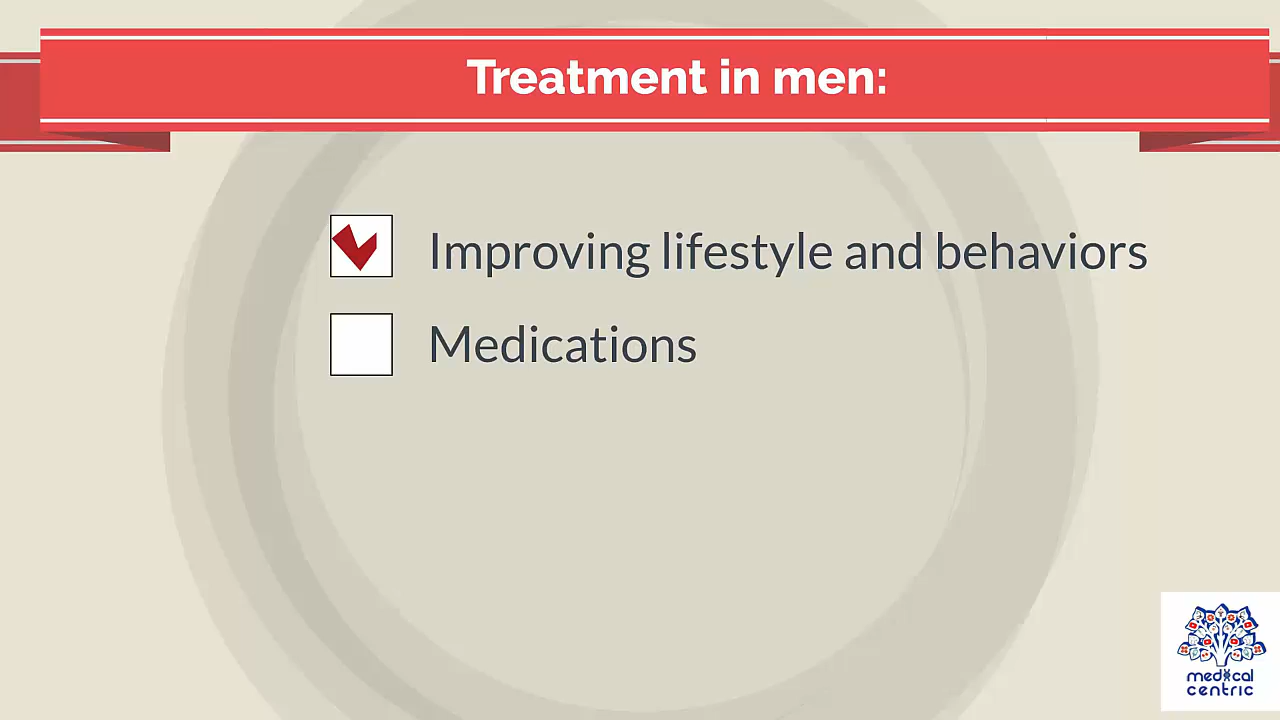 Treatment in men:
Improving lifestyle and behaviors
Medications
medical
centric